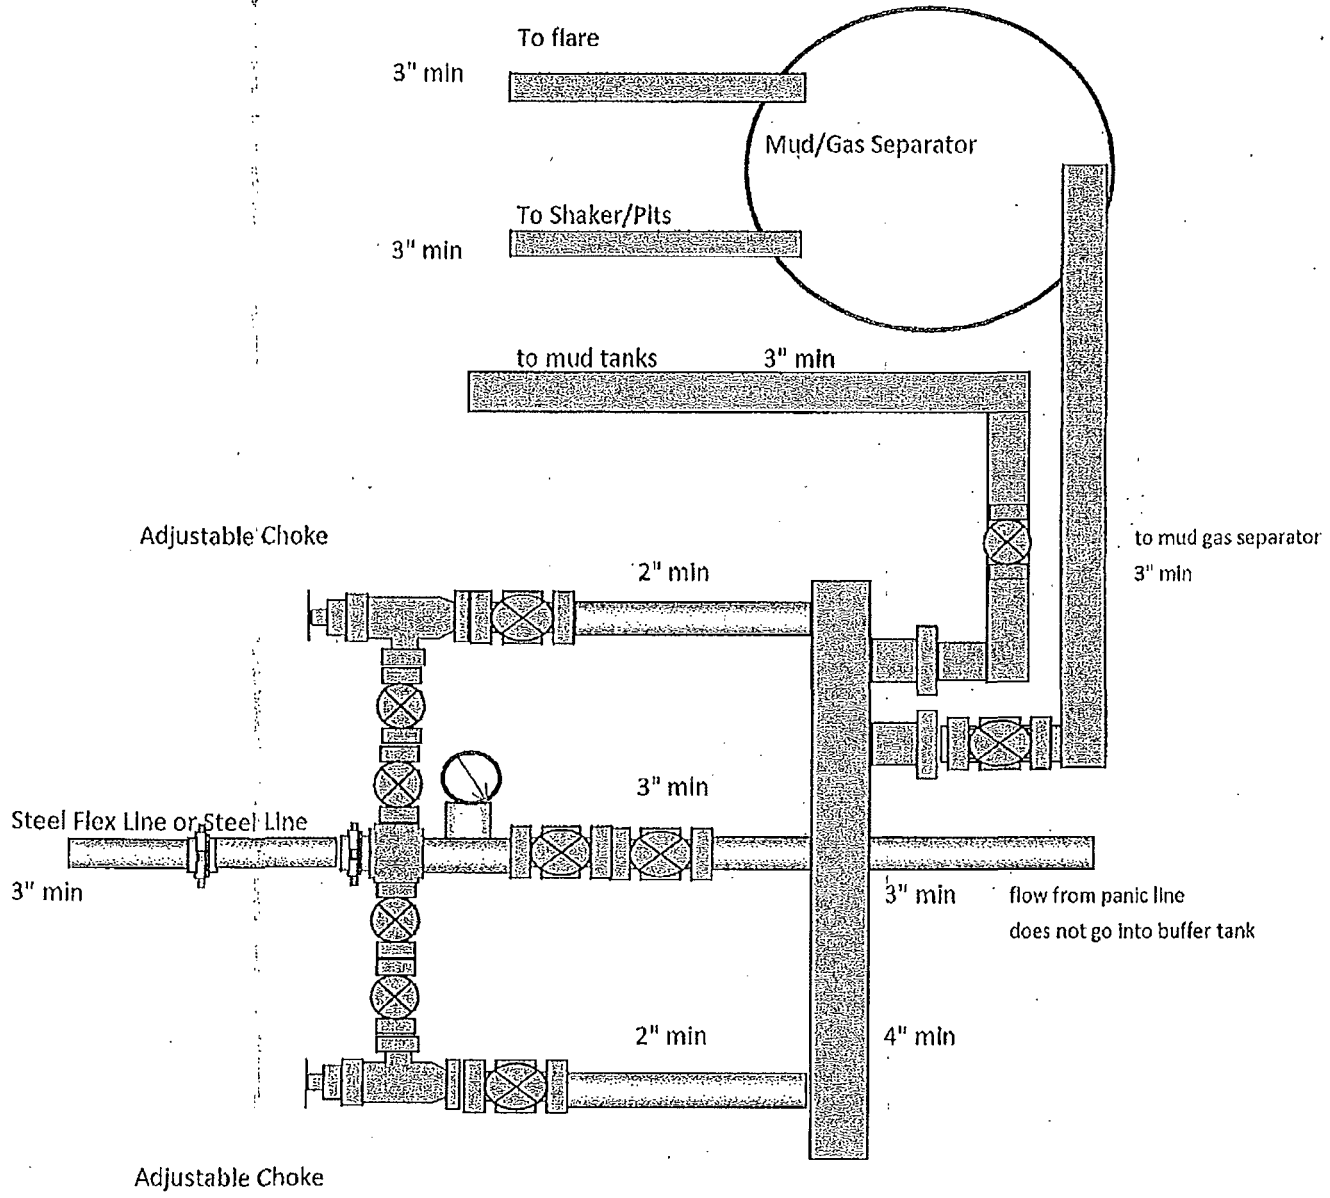 To flare
3" min
Mud/Gas Separator
To Shaker/Pits
3" min
to mud tanks 3" min
Adjustable Choke
to mud gas separator
3" min
2" min
3" min
Steel Flex Line or Steel Line
3" min
3" min
flow from panic line
does not go into buffer tank
2" min
4" min
Adjustable Choke